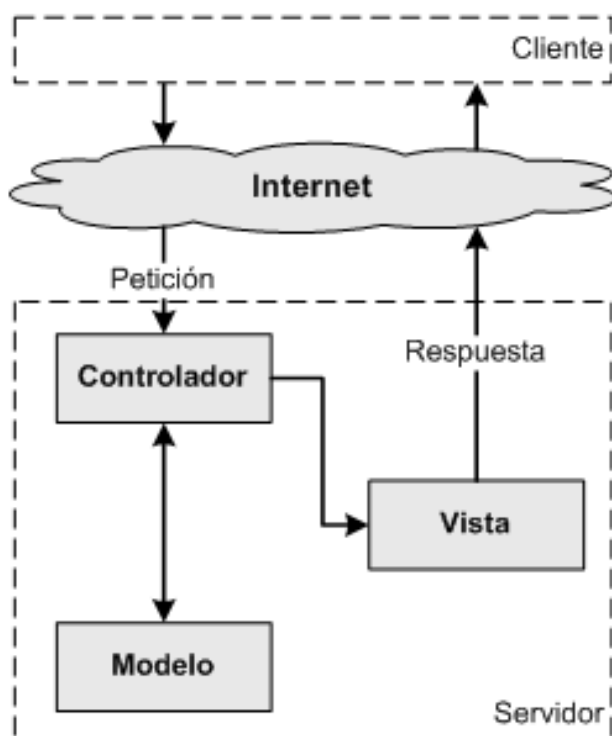 Cliente
Internet
Petición
Controlador
Respuesta
Vista
Modelo
Servidor